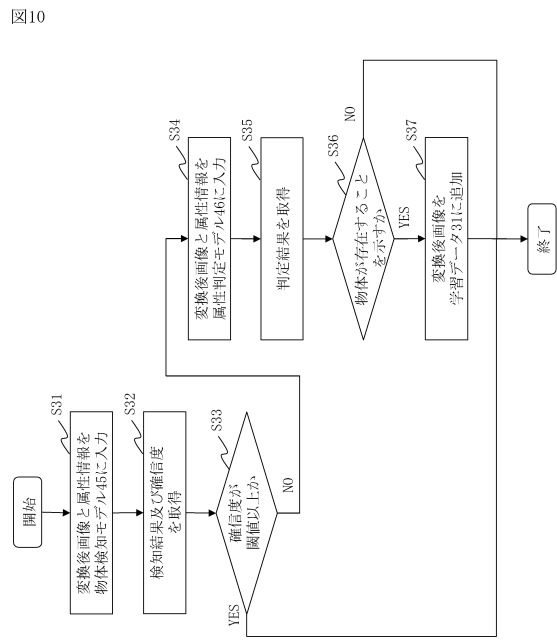 図10
開始
S31
変換後画像と属性情報を
物体検知モデル45に入力
S32
検知結果及び確信度
を取得
S33
確信度が
閾値以上か
YES
NO
S34
変換後画像と属性情報を
属性判定モデル46に入力
S35
判定結果を取得
S36
物体が存在すること
を示すか
NO
YES
S37
変換後画像を
学習データ31に追加
終了